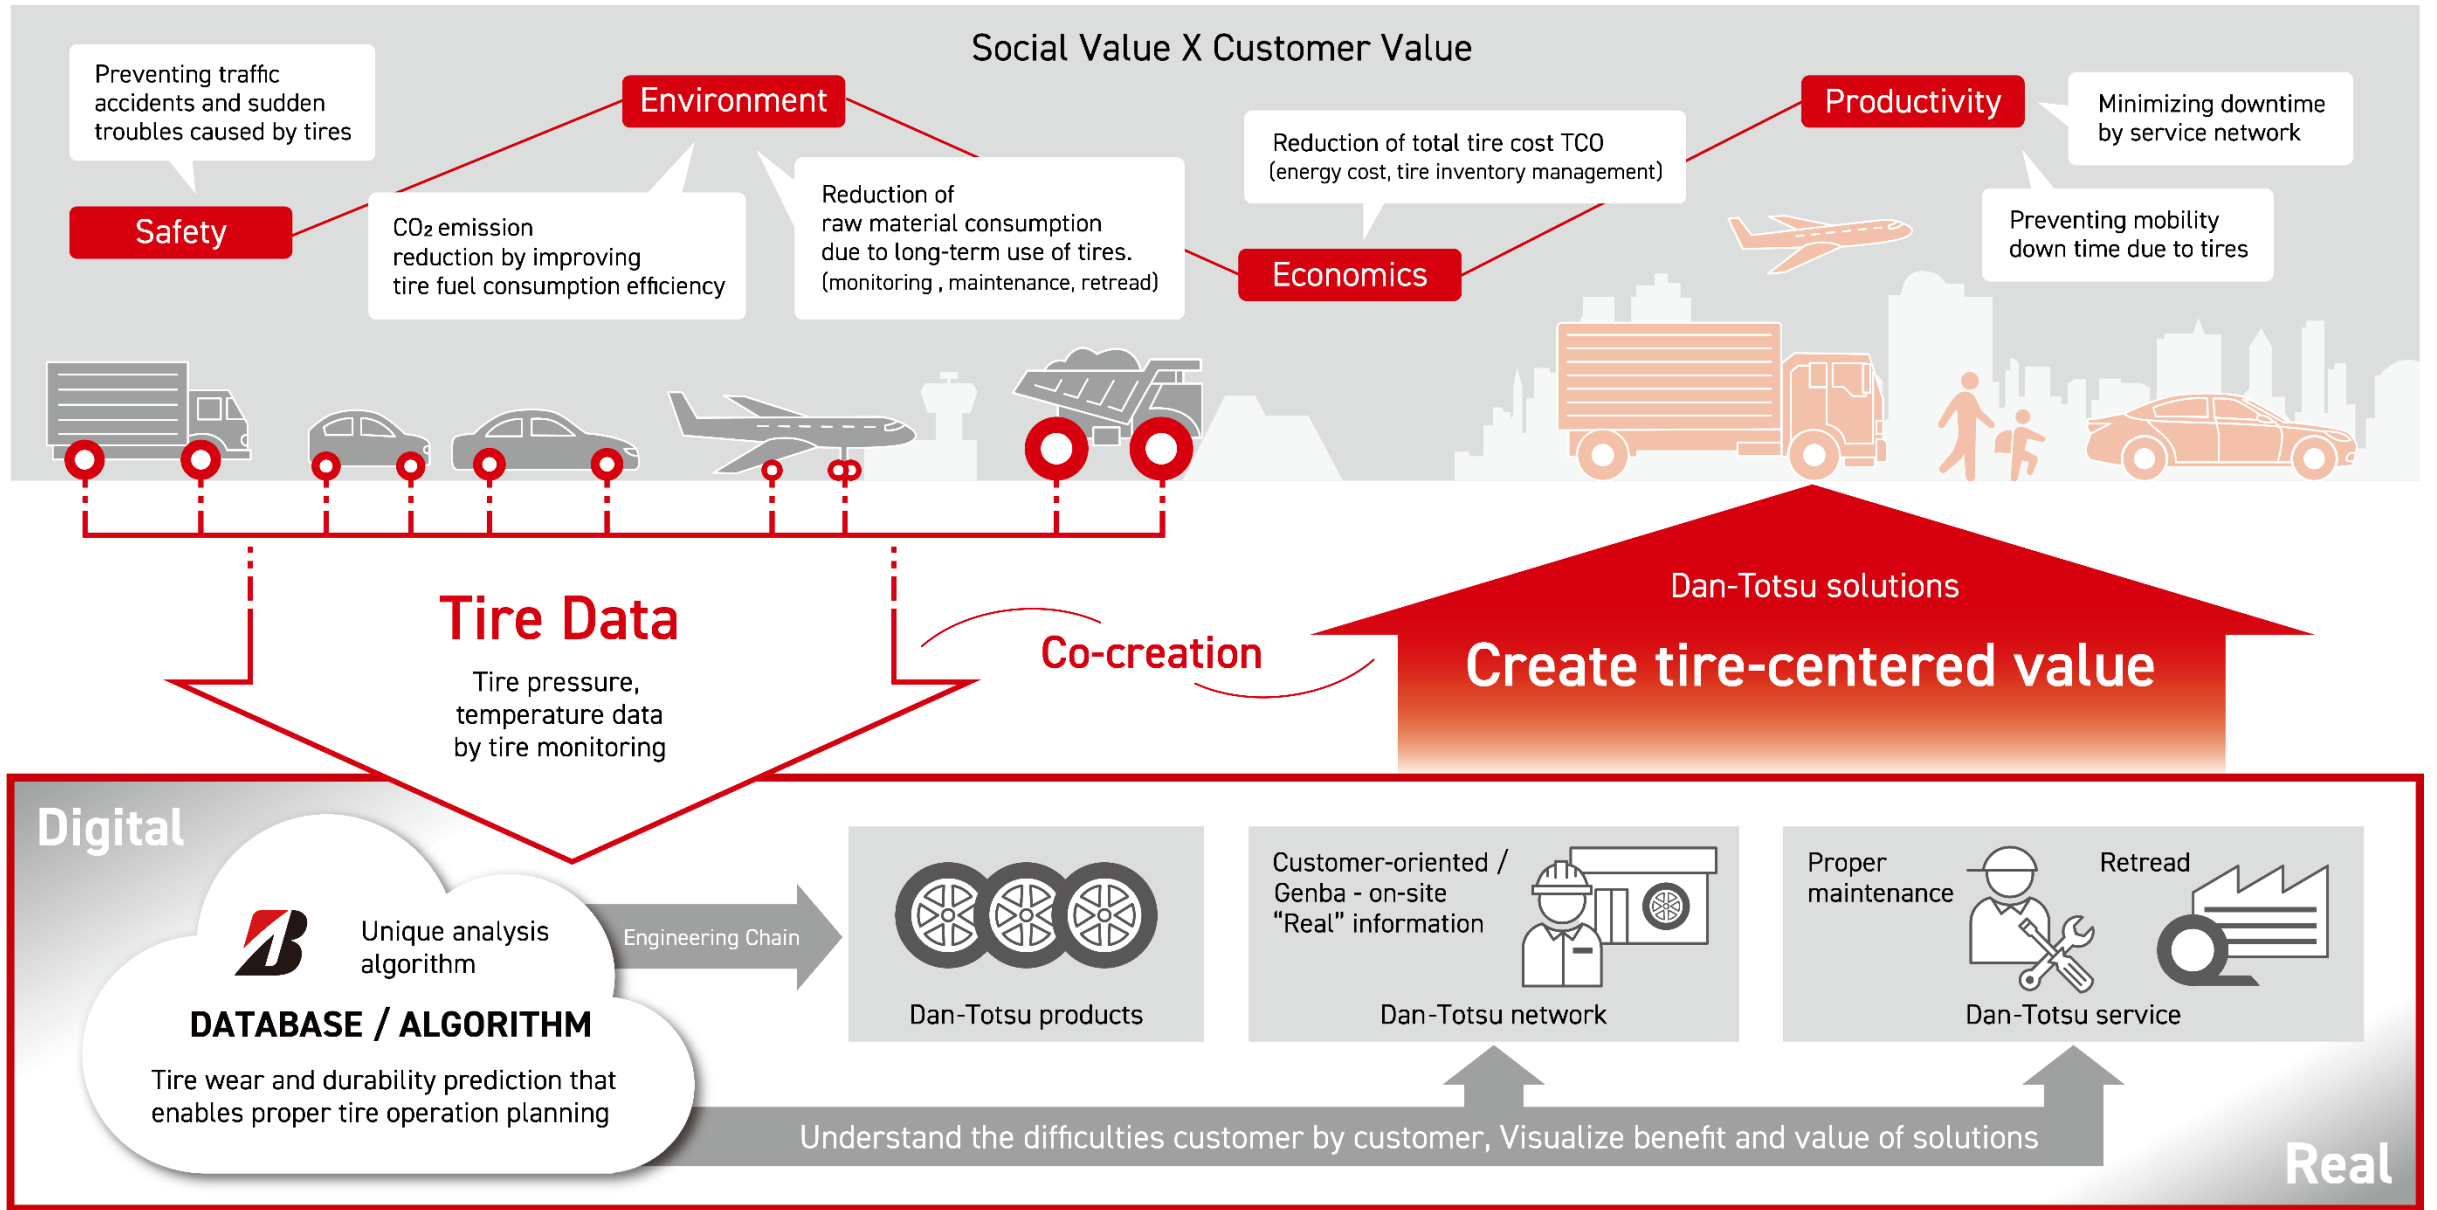 Social Value X Customer Value
Preventing traffic
accidents and sudden
troubles caused by tires
Safety
Environment
CO₂ emission
reduction by improving
tire fuel consumption efficiency
Reduction of
raw material consumption
due to long-term use of tires.
(monitoring , maintenance, retread)
Reduction of total tire cost TCO
(energy cost, tire inventory management)
Economics
Productivity
Minimizing downtime
by service network
Preventing mobility
down time due to tires
Tire Data
Tire pressure,
temperature data
by tire monitoring
Co-creation
Dan-Totsu solutions
Create tire-centered value
Digital
Unique analysis
algorithm
DATABASE / ALGORITHM
Tire wear and durability prediction that
enables proper tire operation planning
Engineering Chain
Dan-Totsu products
Customer-oriented /
Genba - on-site
“Real” information
Dan-Totsu network
Proper
maintenance
Retread
Dan-Totsu service
Understand the difficulties customer by customer, Visualize benefit and value of solutions
Real